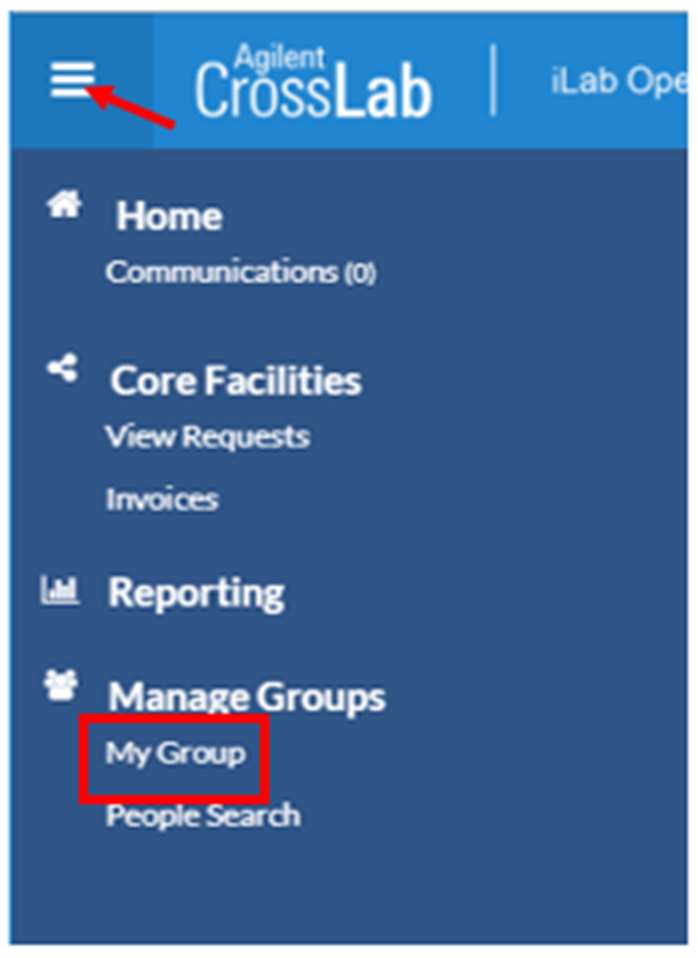 Agilent
CrossLab
iLab Ope
Home
Communications (0)
Core Facilities
View Requests
Invoices
Reporting
Manage Groups
My Group
People Search